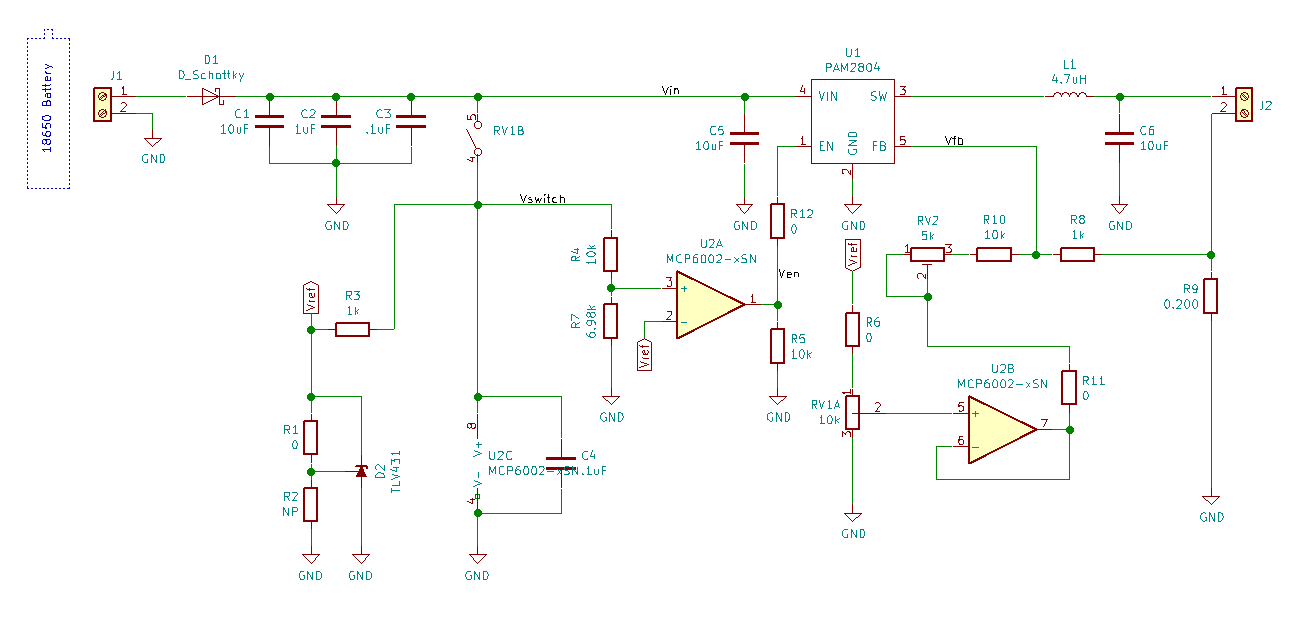 18650 Battery
J1
1
2
GND
D1
D_Schottky
C1
10uF
C2
1uF
C3
.1uF
GND
5
4
RV1B
Vin
C5
10uF
GND
U1
PAM2804
4
VIN
SW
3
1
EN
GND
FB
5
2
GND
L1
4.7uH
C6
10uF
GND
1
2
J2
Vswitch
Vfb
R12
0
R4
10k
R7
6.98k
GND
U2A
MCP6002-xSN
3
+
2
-
1
Vref
Ven
R5
10k
GND
Vref
R6
0
RV1A
10k
1
2
3
GND
RV2
5k
1
3
2
R10
10k
R8
1k
R9
0.200
GND
U2B
MCP6002-xSN
5
+
6
-
7
R11
0
Vref
R3
1k
R1
0
R2
NP
GND
D2
TLV431
GND
8
V+
U2C
MCP6002-xSN
V-
4
C4
.1uF
GND